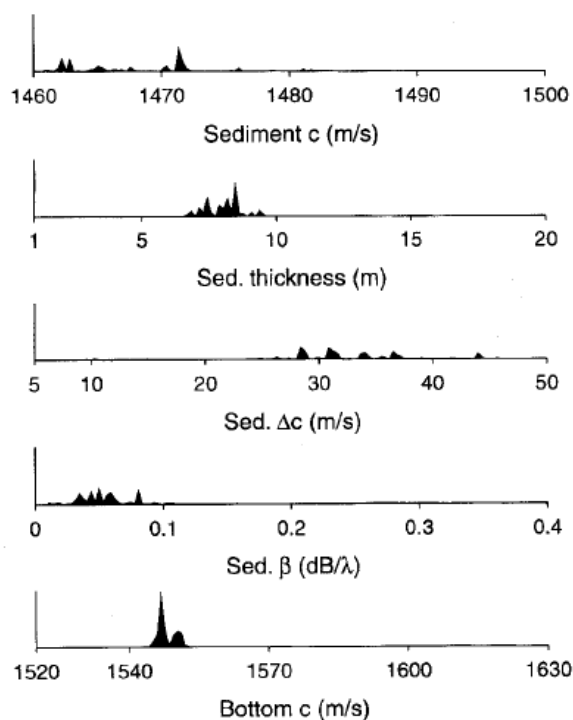 1460 1470 1480 1490 1500
Sediment c (m/s)
1 5 10 15 20
Sed. thickness (m)
5 10 20 30 40 50
Sed. Δc (m/s)
0 0.1 0.2 0.3 0.4
Sed. β (dB/λ)
1520 1540 1570 1600 1630
Bottom c (m/s)